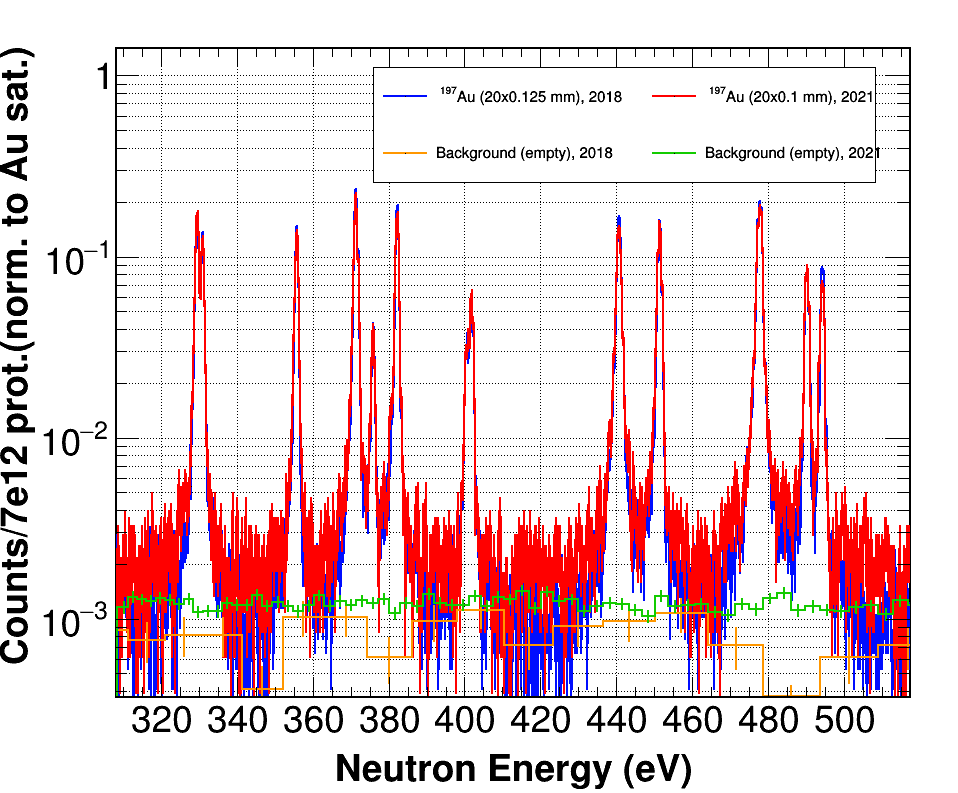 ¹⁹⁷Au (20x0.125 mm), 2018
¹⁹⁷Au (20x0.1 mm), 2021
Background (empty), 2018
Background (empty), 2021
Counts/7e12 prot.(norm. to Au sat.)
1
10⁻¹
10⁻²
10⁻³
320 340 360 380 400 420 440 460 480 500
Neutron Energy (eV)